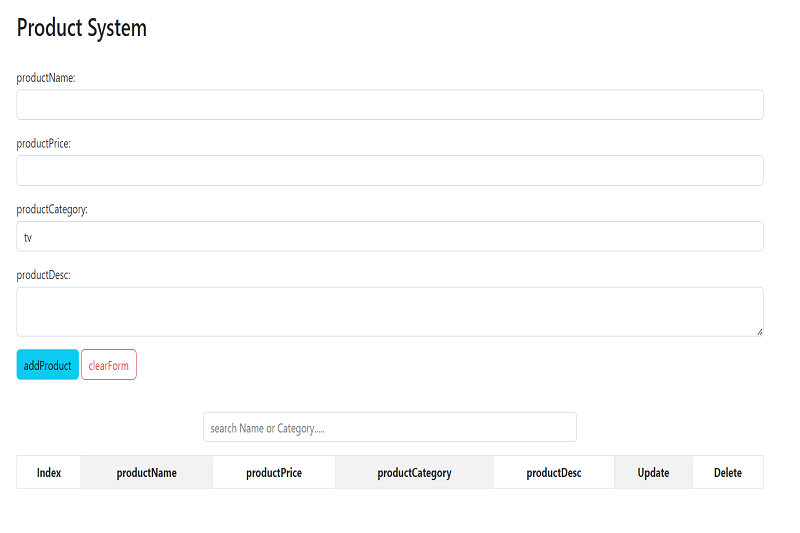 Product System
productName:
productPrice:
productCategory:
tv
productDesc:
addProduct clearForm
search Name or Category.....
Index productName productPrice productCategory productDesc Update Delete